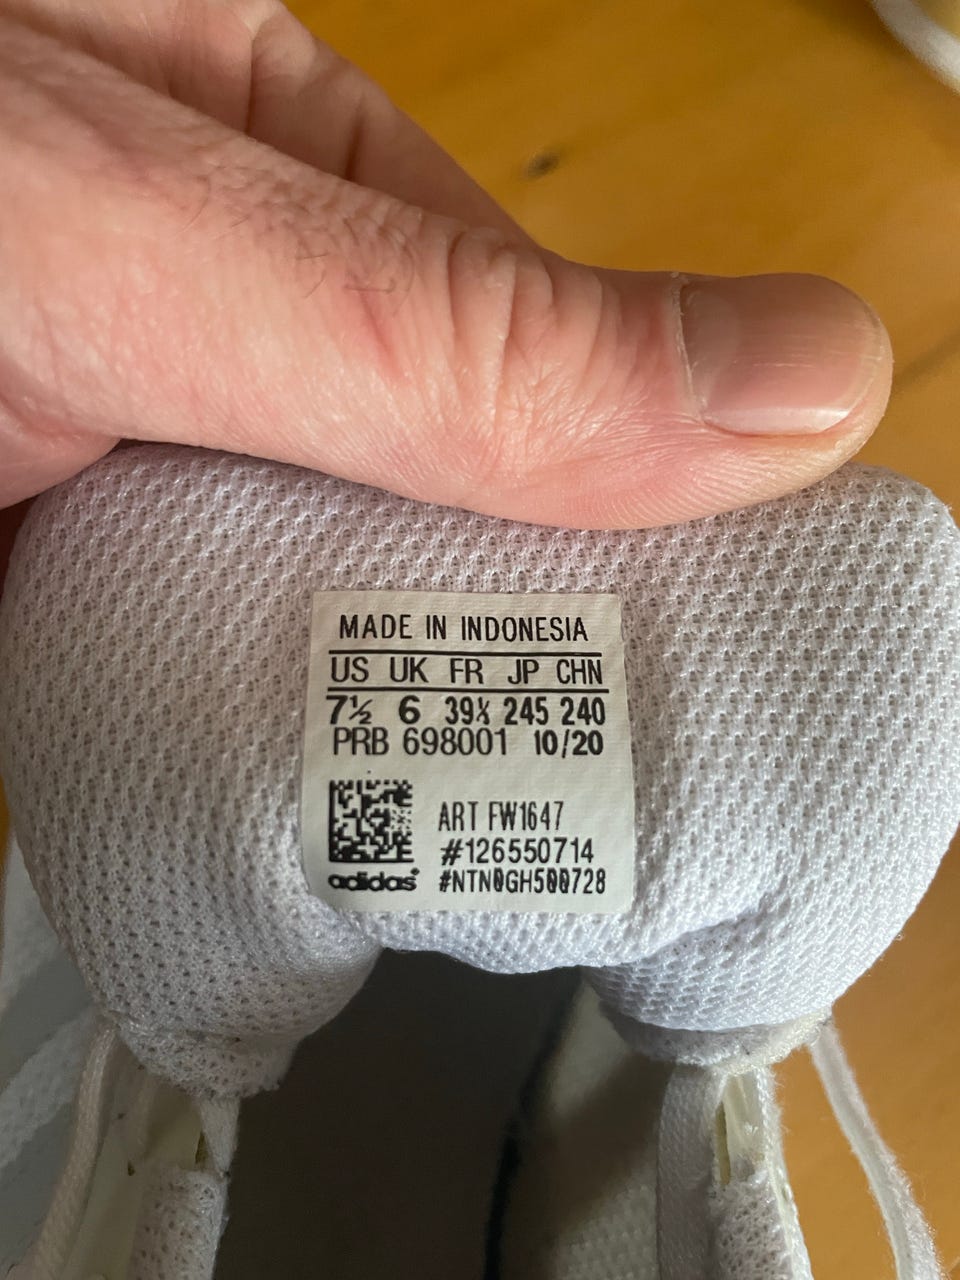 MADE IN INDONESIA
US UK FR JP CHN
7½ 6 39⅓ 245 240
PRB 698001 10/20
ART FW1647
#126550714
adidas #NTN0GH500728